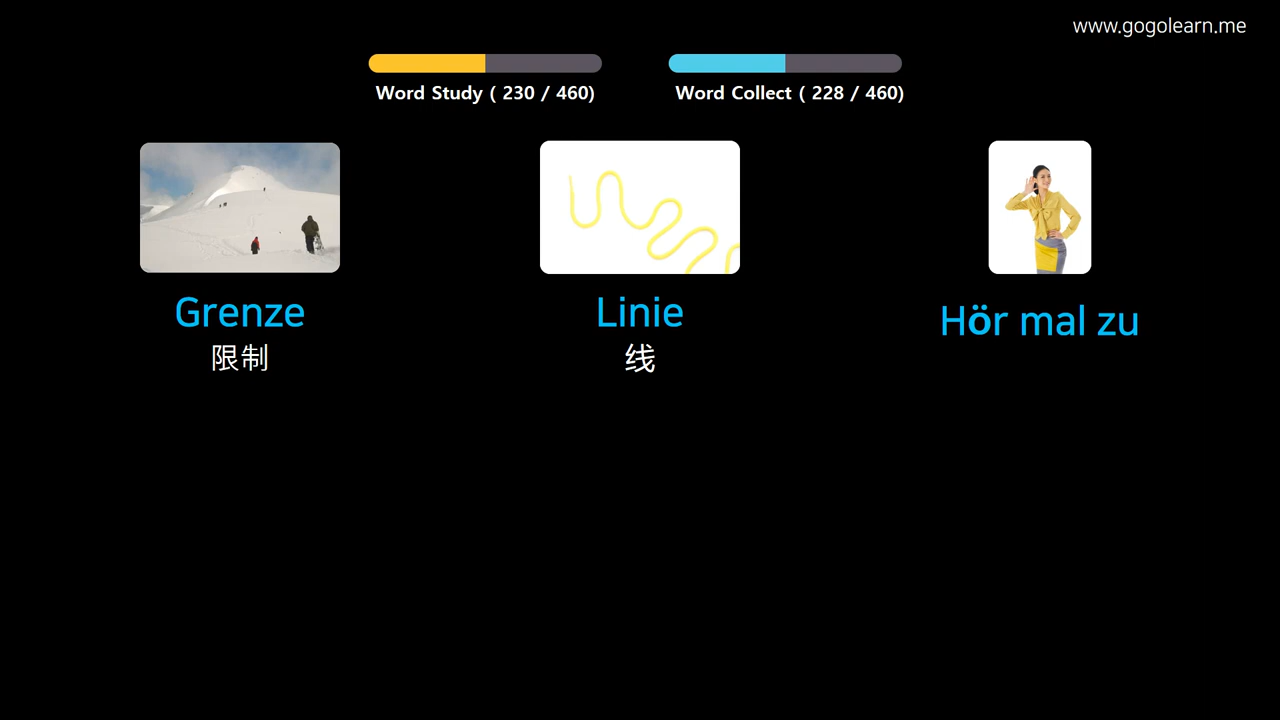 www.gogolearn.me
Word Study ( 230 / 460)
Word Collect ( 228 / 460)
Grenze
限制
Linie
线
Hör mal zu